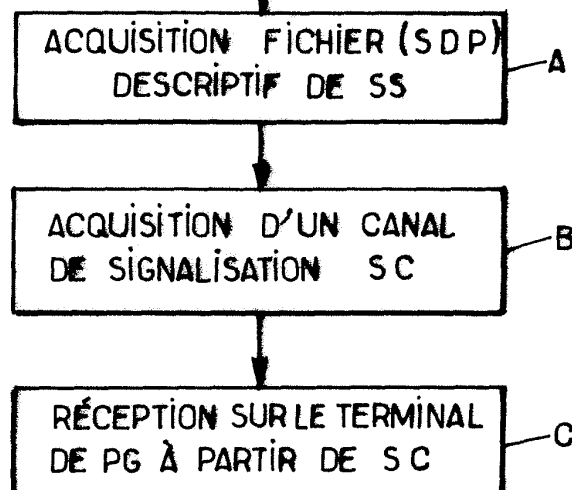 ACQUISITION FICHIER (SDP)
DESCRIPTIF DE SS
A
ACQUISITION D'UN CANAL
DE SIGNALISATION SC
B
RÉCEPTION SUR LE TERMINAL
DE PG À PARTIR DE SC
C